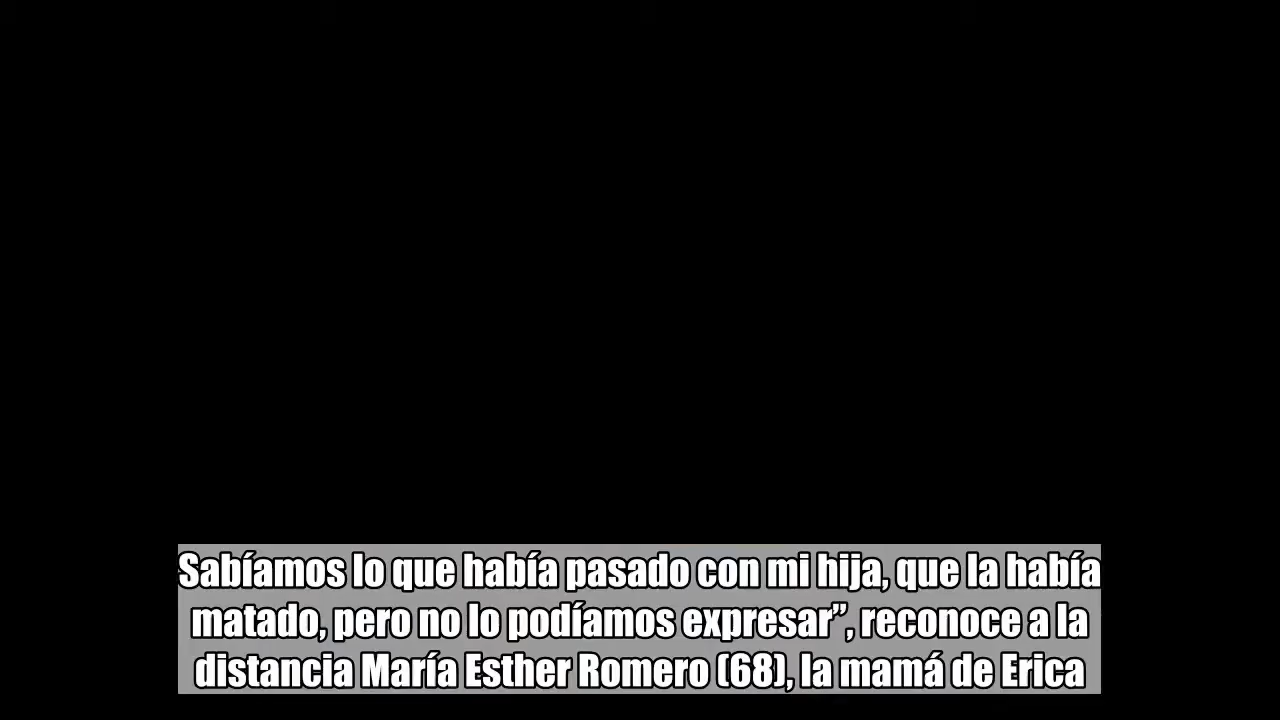 Sabíamos lo que había pasado con mi hija, que la había
matado, pero no lo podíamos expresar”, reconoce a la
distancia María Esther Romero (68), la mamá de Erica